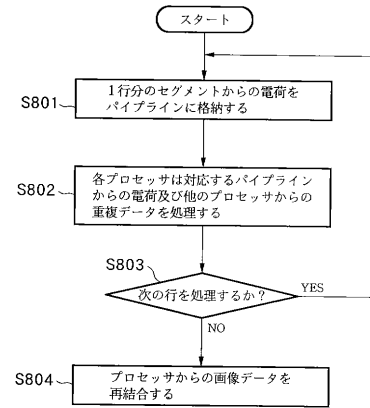 スタート
S801
1行分のセグメントからの電荷を
パイプラインに格納する
S802
各プロセッサは対応するパイプライン
からの電荷及び他のプロセッサからの
重複データを処理する
S803
次の行を処理するか?
YES
NO
S804
プロセッサからの画像データを
再結合する